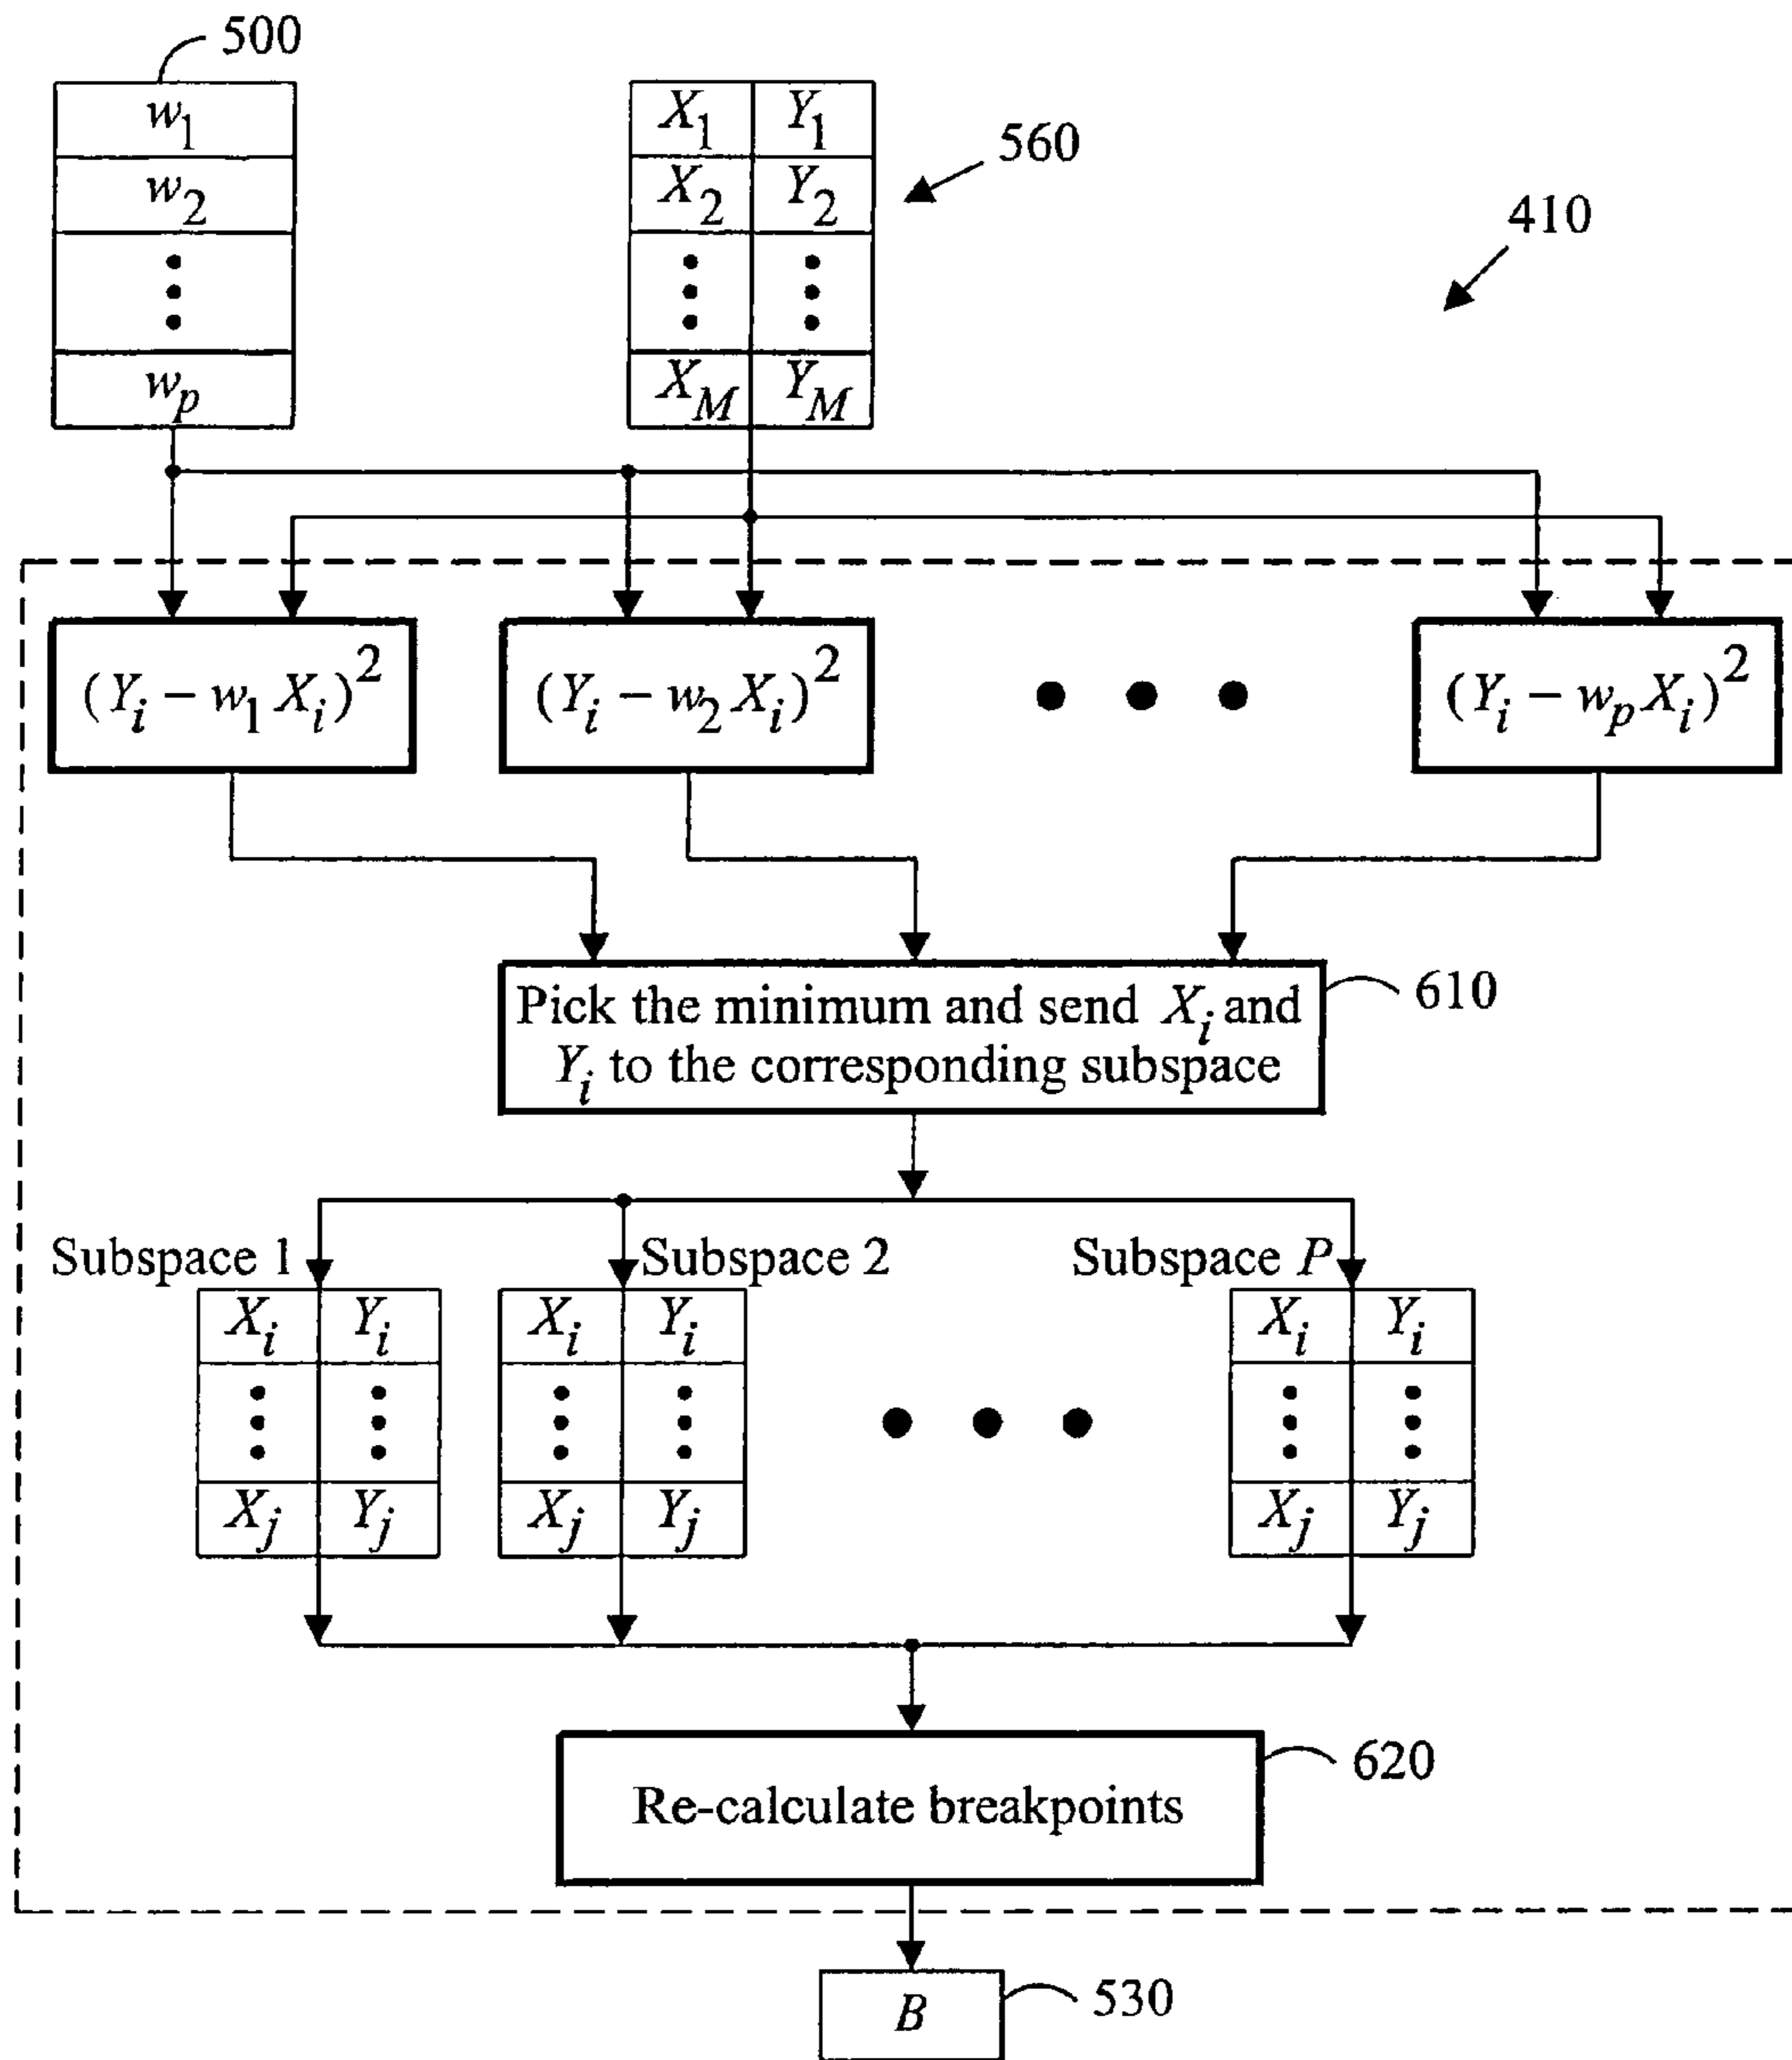 500
w1 X1 Y1
560
w2 X2 Y2
410
wp XM YM
(Yi − w1 Xi)^2 (Yi − w2 Xi)^2 (Yi − wp Xi)^2
Pick the minimum and send Xi and
610
Yi to the corresponding subspace
Subspace 1 Subspace 2 Subspace P
Xi Yi Xi Yi Xi Yi
Xj Yj Xj Yj Xj Yj
620
Re-calculate breakpoints
530
B